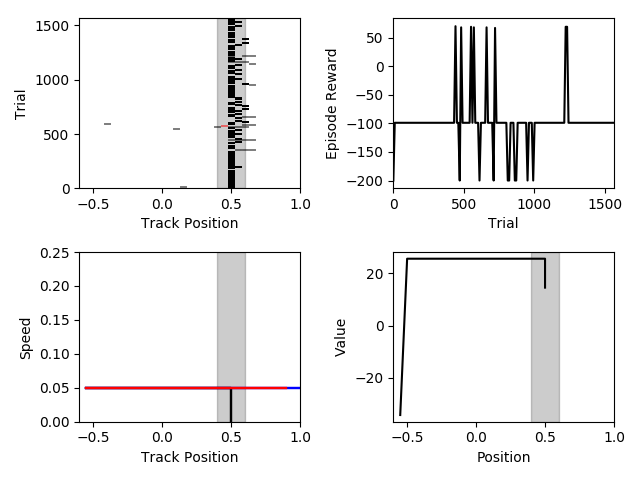 1500
1000
500
0
Trial
−0.5 0.0 0.5 1.0
Track Position
50
0
−50
−100
−150
−200
Episode Reward
0 500 1000 1500
Trial
0.25
0.20
0.15
0.10
0.05
0.00
Speed
−0.5 0.0 0.5 1.0
Track Position
20
0
−20
Value
−0.5 0.0 0.5 1.0
Position